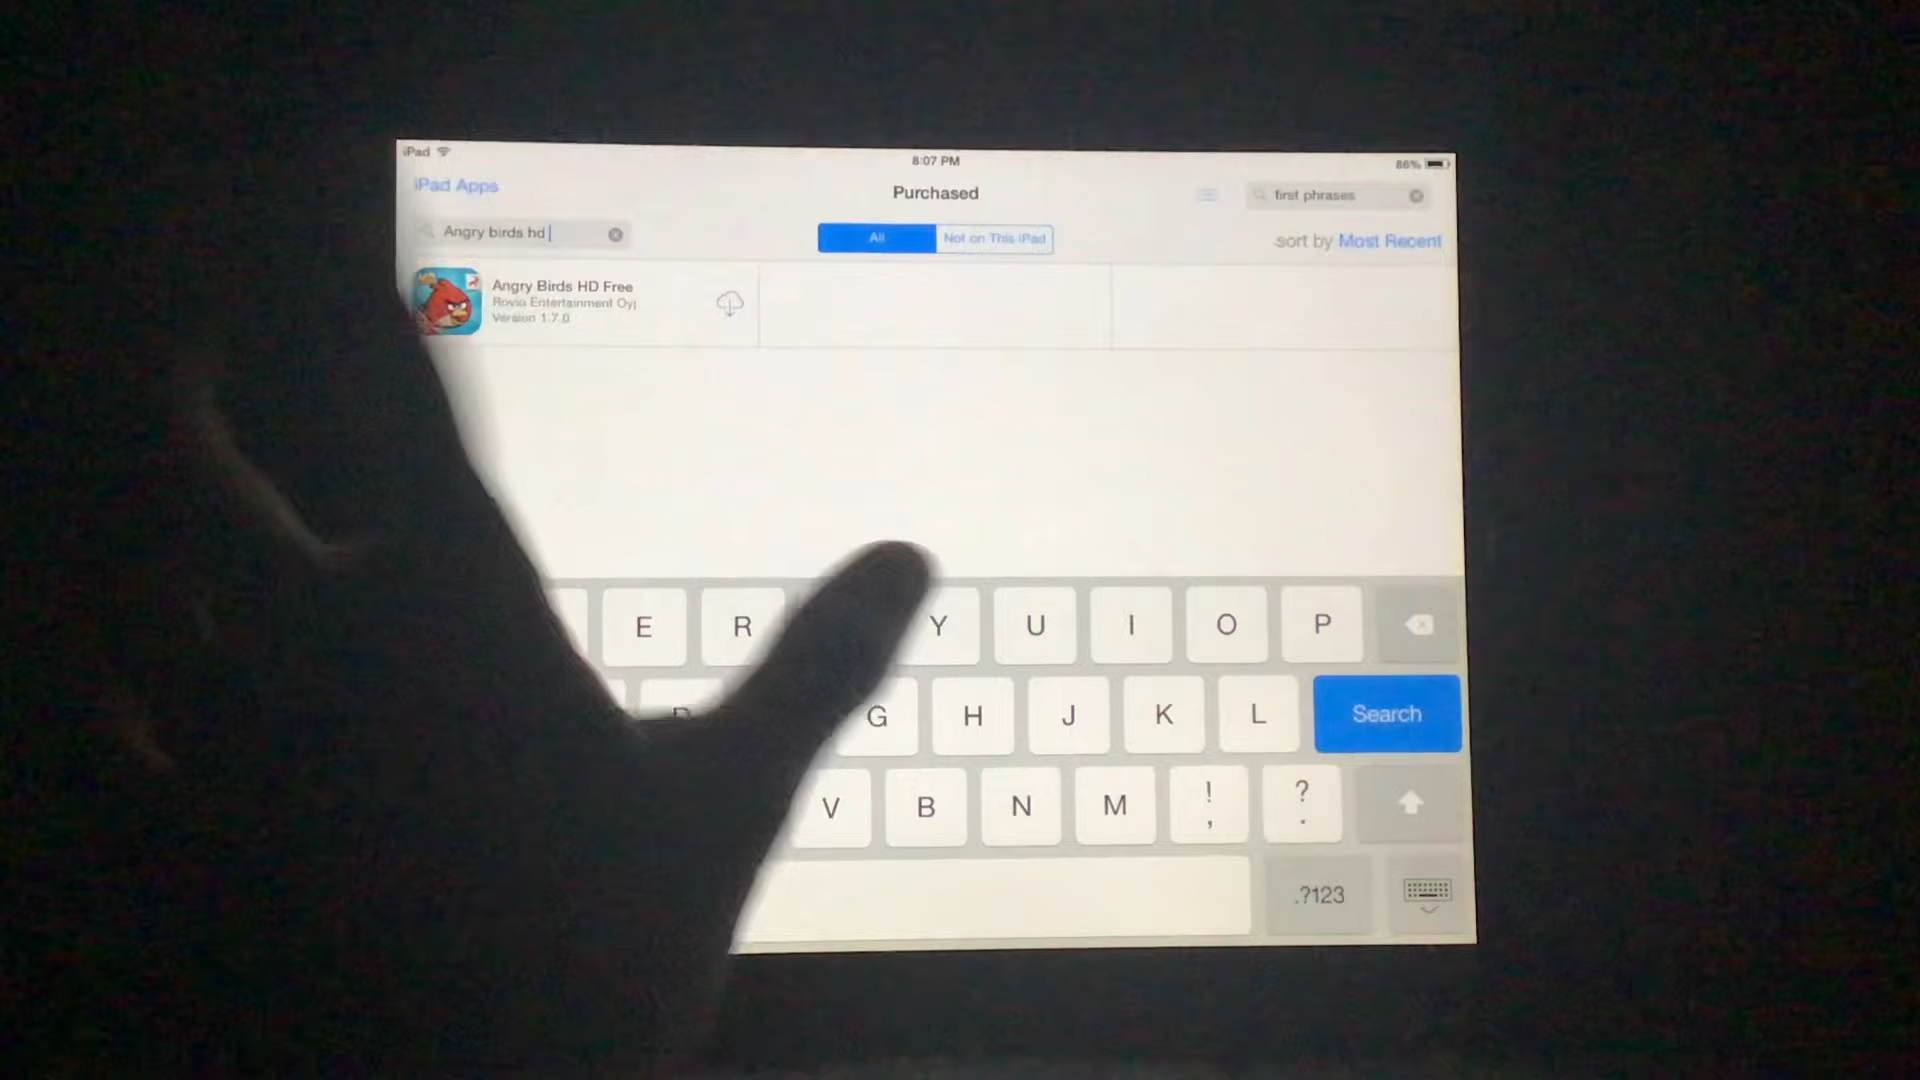 iPad
8:07 PM
86%
iPad Apps
Purchased
first phrases
Angry birds hd
All
Not on This iPad
sort by Most Recent
Angry Birds HD Free
Rovio Entertainment Oyj
Version 1.7.0
E R Y U I O P
G H J K L Search
V B N M ! , ? .
.?123